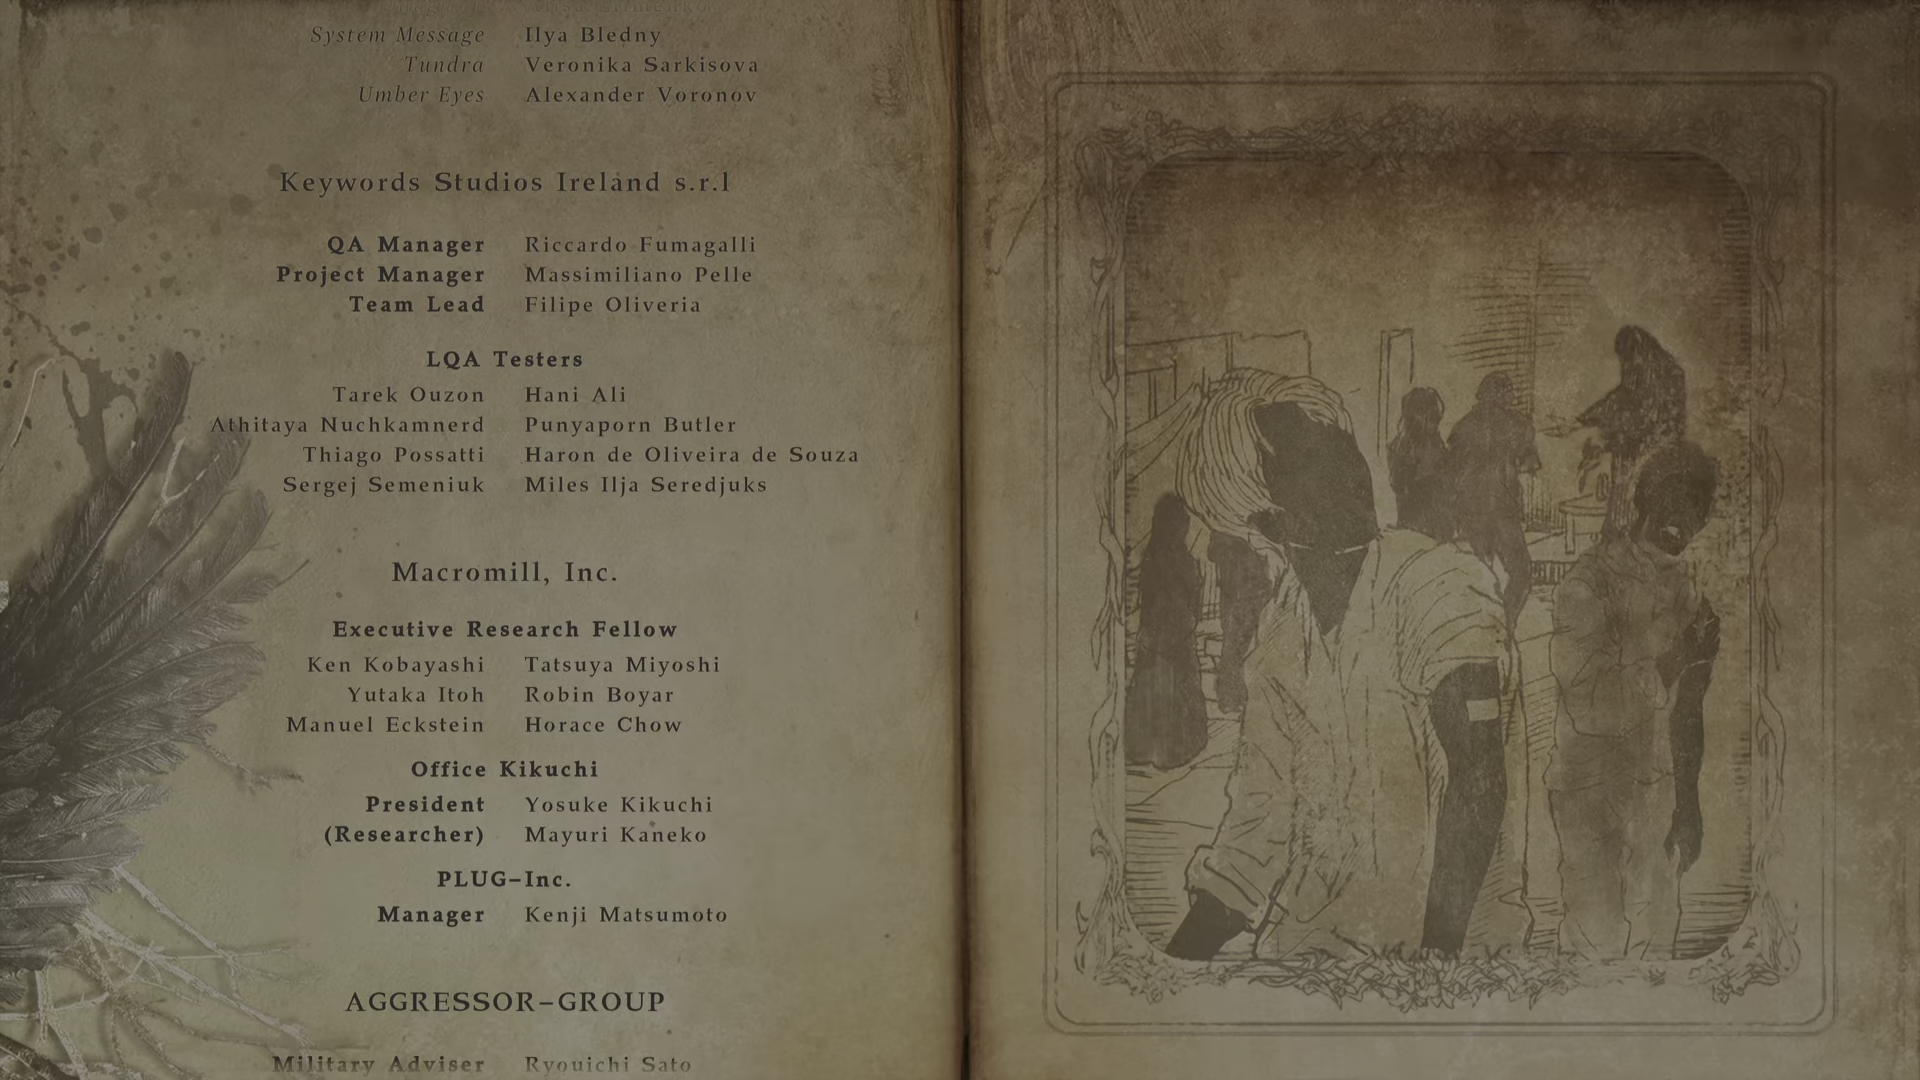 System Message Ilya Bledny
Tundra Veronika Sarkisova
Umber Eyes Alexander Voronov
Keywords Studios Ireland s.r.l
QA Manager Riccardo Fumagalli
Project Manager Massimiliano Pelle
Team Lead Filipe Oliveria
LQA Testers
Tarek Ouzon Hani Ali
Athitaya Nuchkamnerd Punyaporn Butler
Thiago Possatti Haron de Oliveira de Souza
Sergej Semeniuk Miles Ilja Seredjuks
Macromill, Inc.
Executive Research Fellow
Ken Kobayashi Tatsuya Miyoshi
Yutaka Itoh Robin Boyar
Manuel Eckstein Horace Chow
Office Kikuchi
President Yosuke Kikuchi
(Researcher) Mayuri Kaneko
PLUG-Inc.
Manager Kenji Matsumoto
AGGRESSOR-GROUP
Military Adviser Ryouichi Sato